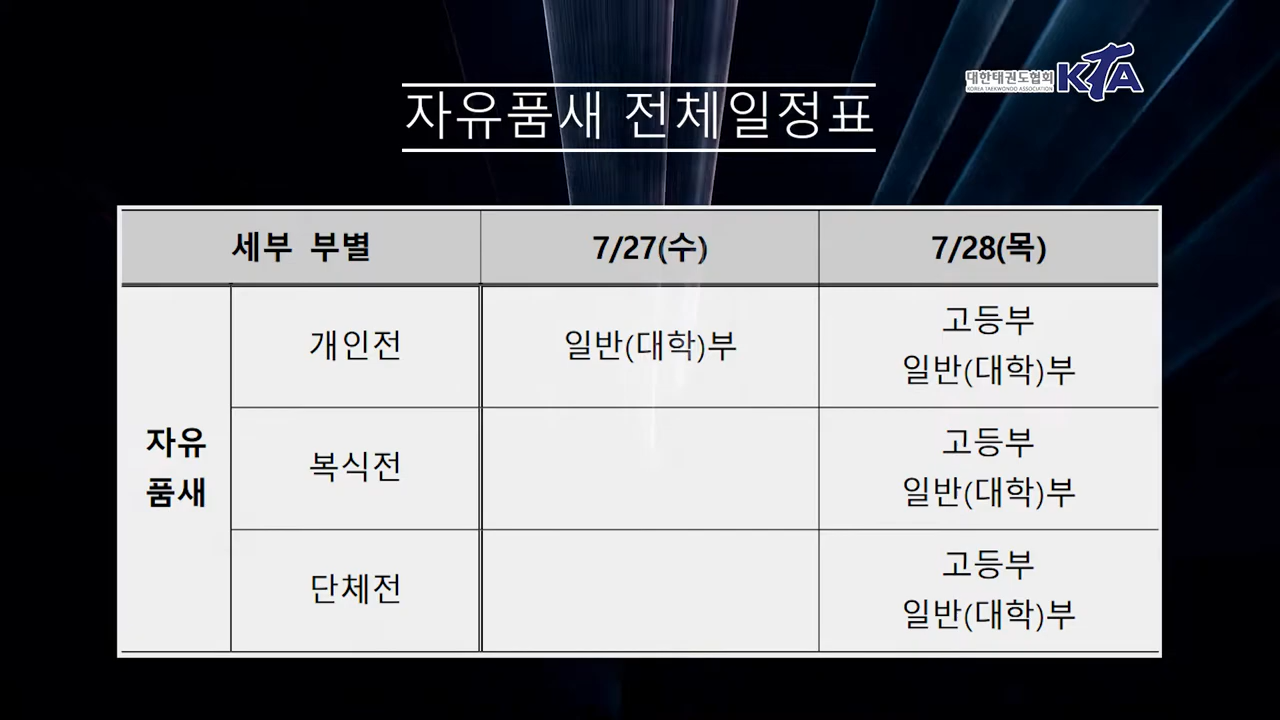 대한태권도협회 KTA
KOREA TAEKWONDO ASSOCIATION
자유품새 전체일정표
세부 부별 7/27(수) 7/28(목)
자유
품새
개인전 일반(대학)부 고등부
일반(대학)부
복식전 고등부
일반(대학)부
단체전 고등부
일반(대학)부